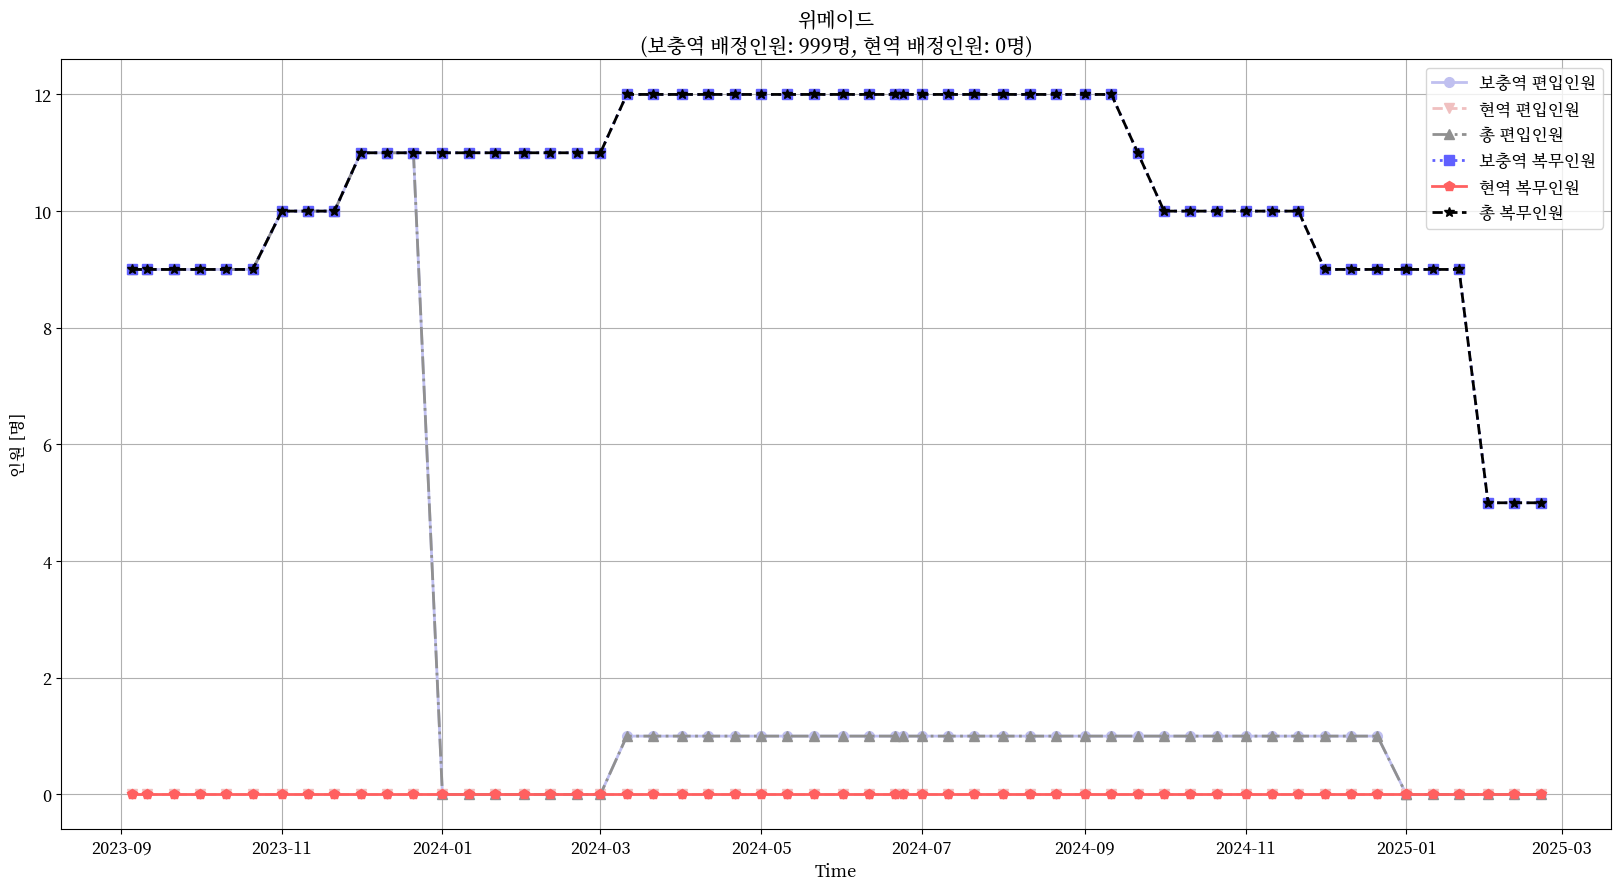 위메이드
(보충역 배정인원: 999명, 현역 배정인원: 0명)
보충역 편입인원
현역 편입인원
총 편입인원
보충역 복무인원
현역 복무인원
총 복무인원
인원 [명]
12
10
8
6
4
2
0
2023-09
2023-11
2024-01
2024-03
2024-05
2024-07
2024-09
2024-11
2025-01
2025-03
Time